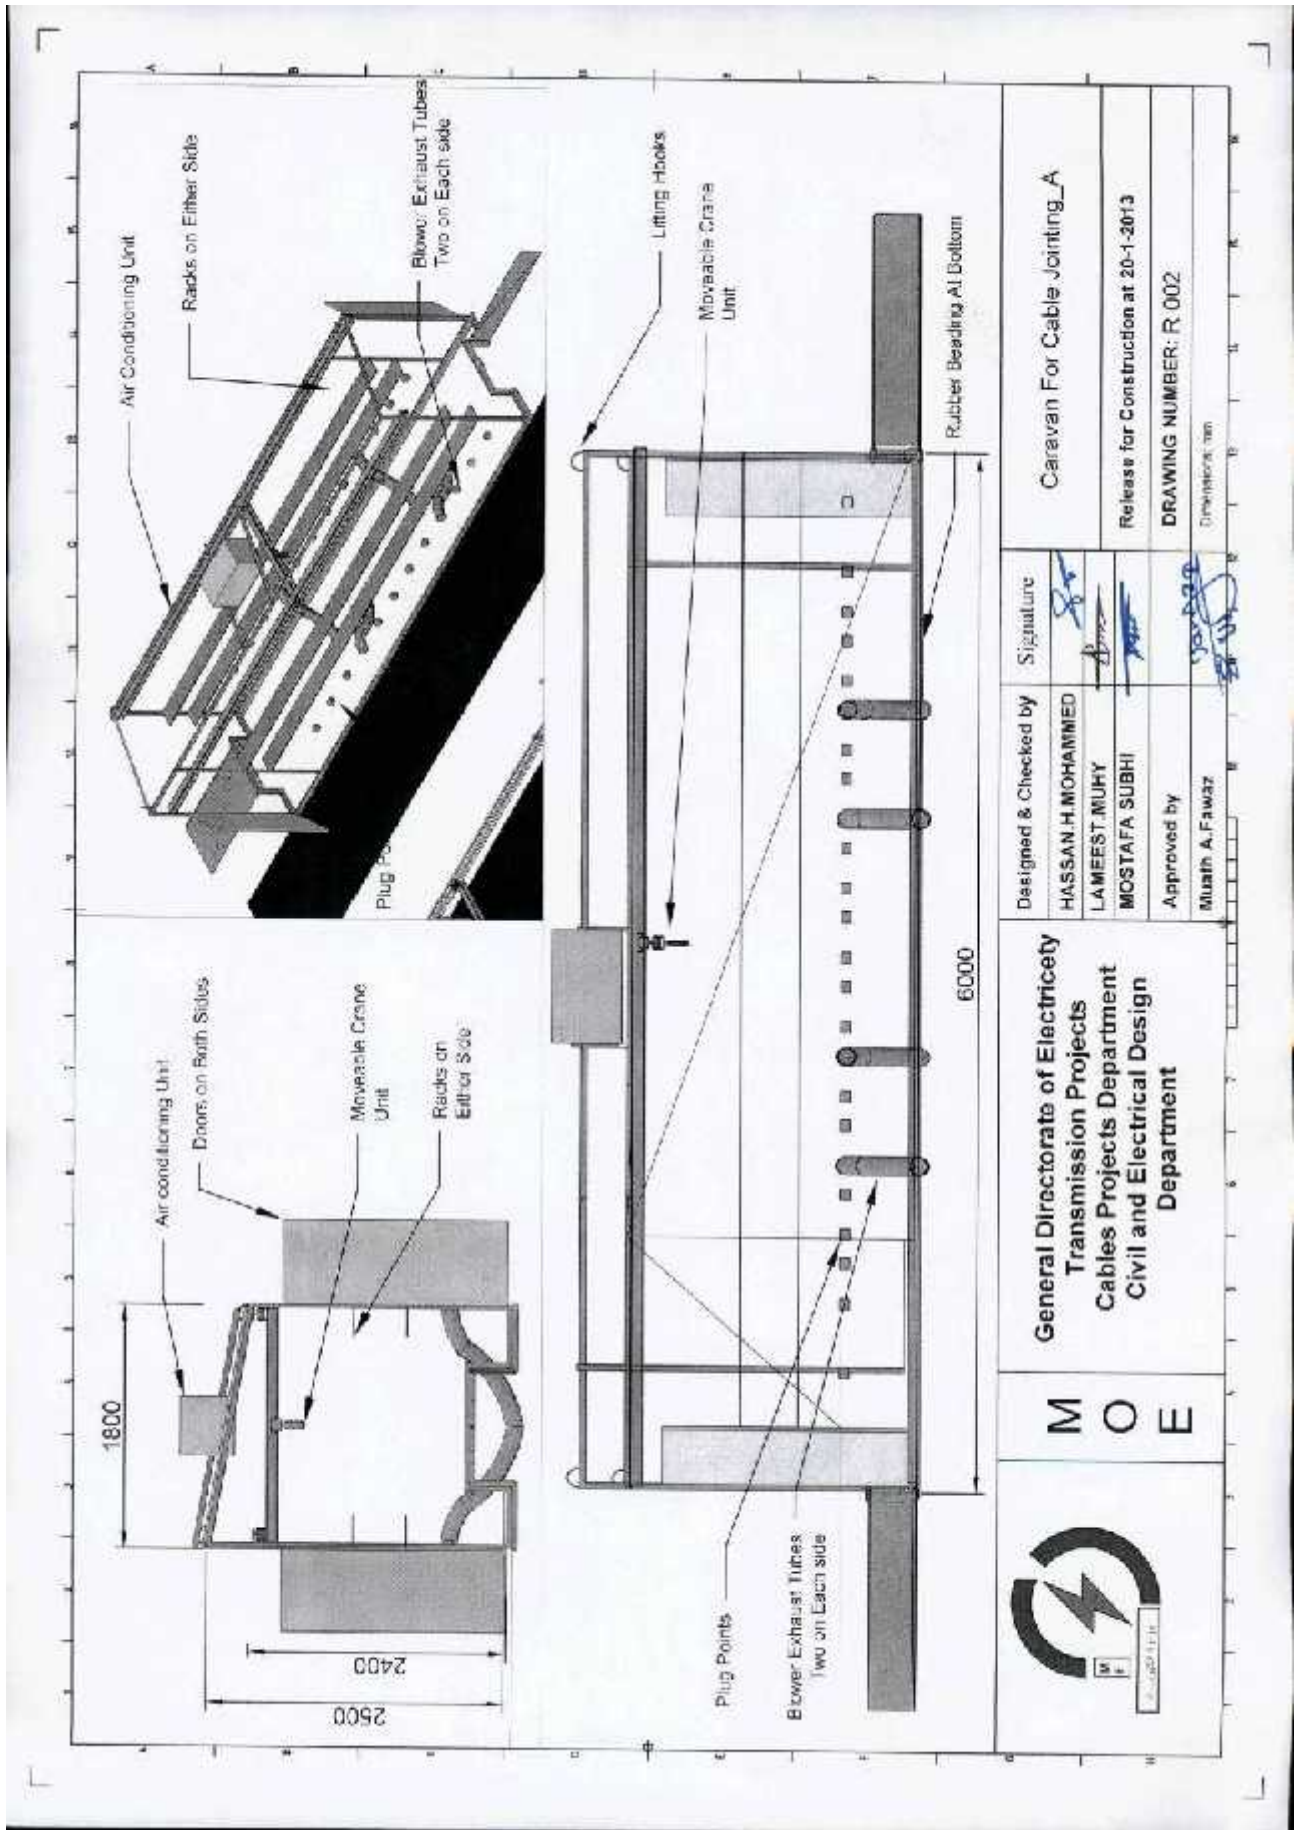 1800
2400
2500
Air conditioning Unit
Doors on Both Sides
Moveable Crane
Unit
Racks on
Either Side
Air Conditioning Unit
Racks on Either Side
Blower Exhaust Tubes
Two on Each side
Plug
Lifting Hooks
Moveable Crane
Unit
Rubber Beading At Bottom
6000
Plug Points
Blower Exhaust Tubes
Two on Each side
M
O
E
General Directorate of Electricety
Transmission Projects
Cables Projects Department
Civil and Electrical Design
Department
Designed & Checked by
Signature
HASSAN.H.MOHAMMED
LAMEEST.MUHY
MOSTAFA SUBHI
Approved by
Muath A.Fawaz
Caravan For Cable Jointing_A
Release for Construction at 20-1-2013
DRAWING NUMBER: R 002
Dimensions:mm